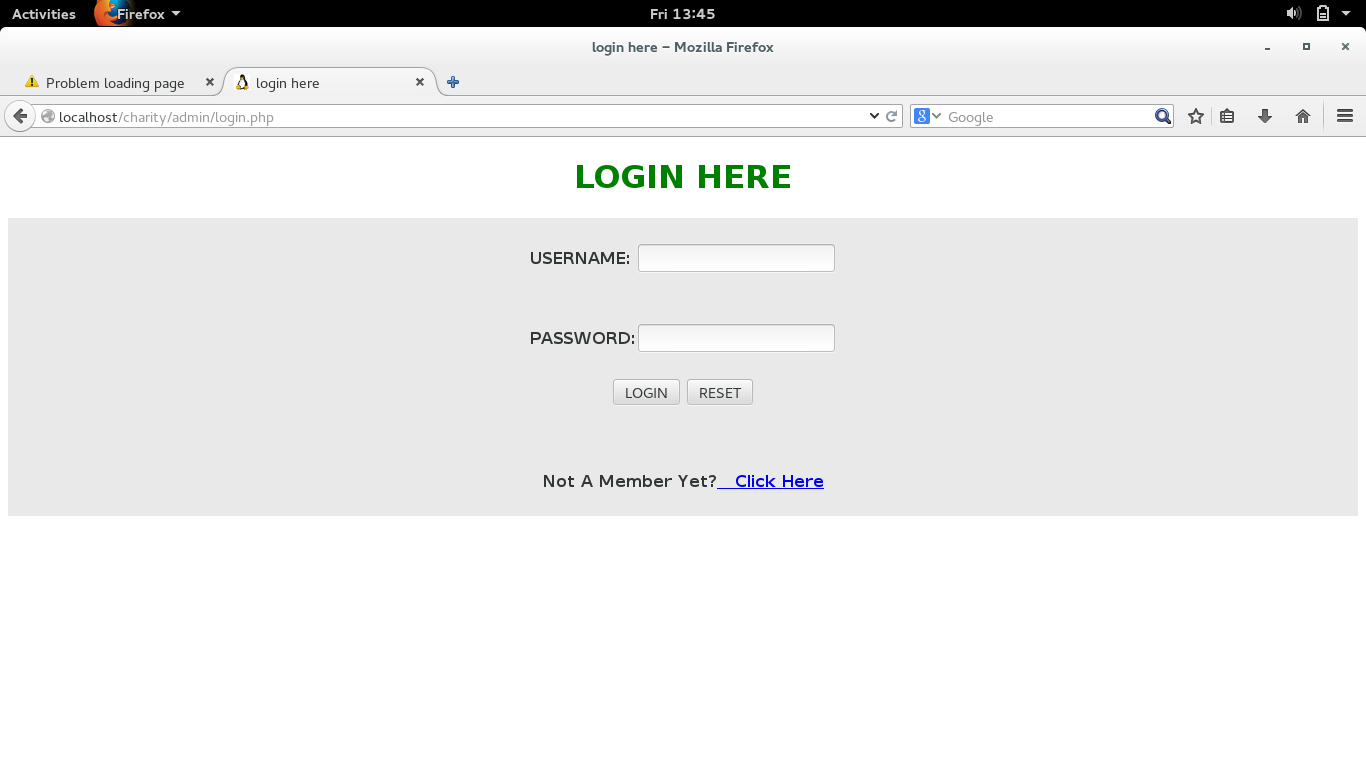 Activities Firefox Fri 13:45
login here – Mozilla Firefox
Problem loading page login here
localhost/charity/admin/login.php 8 Google
LOGIN HERE
USERNAME:
PASSWORD:
LOGIN RESET
Not A Member Yet? Click Here